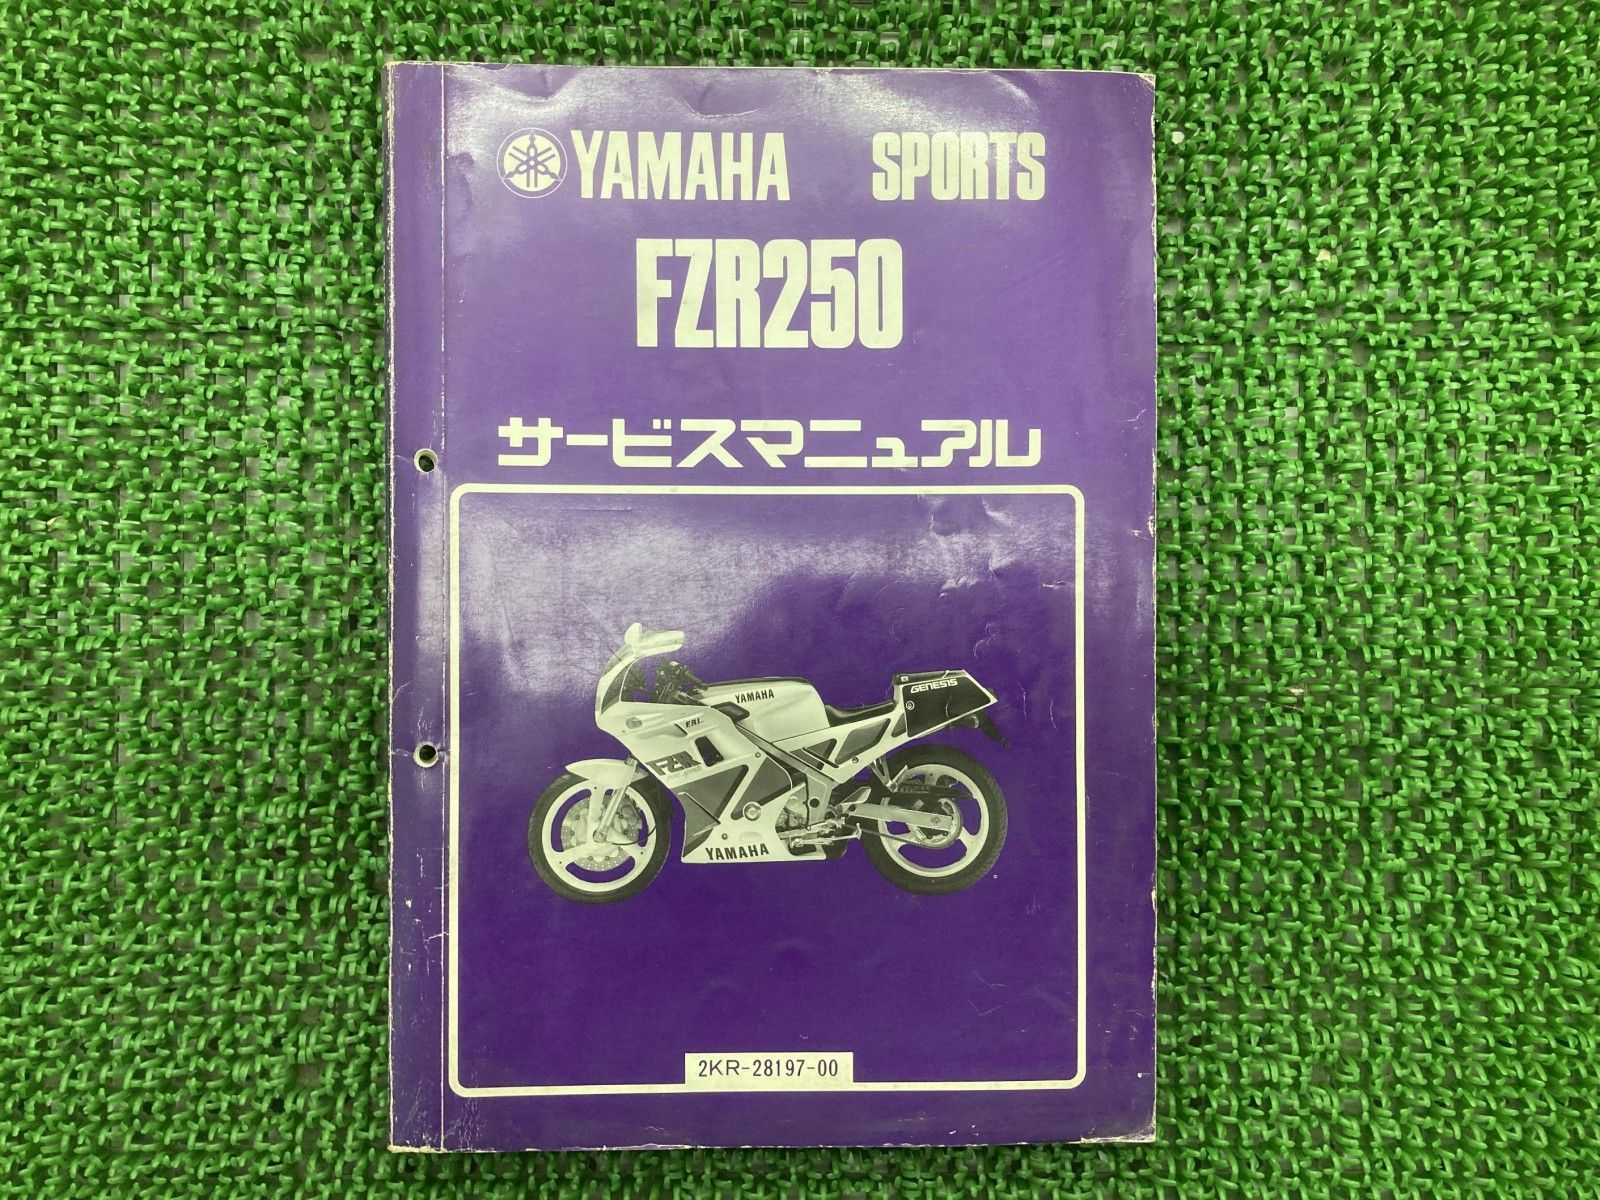 YAMAHA SPORTS
FZR250
サービスマニュアル
YAMAHA
GENESIS
FZR
YAMAHA
2KR-28197-00